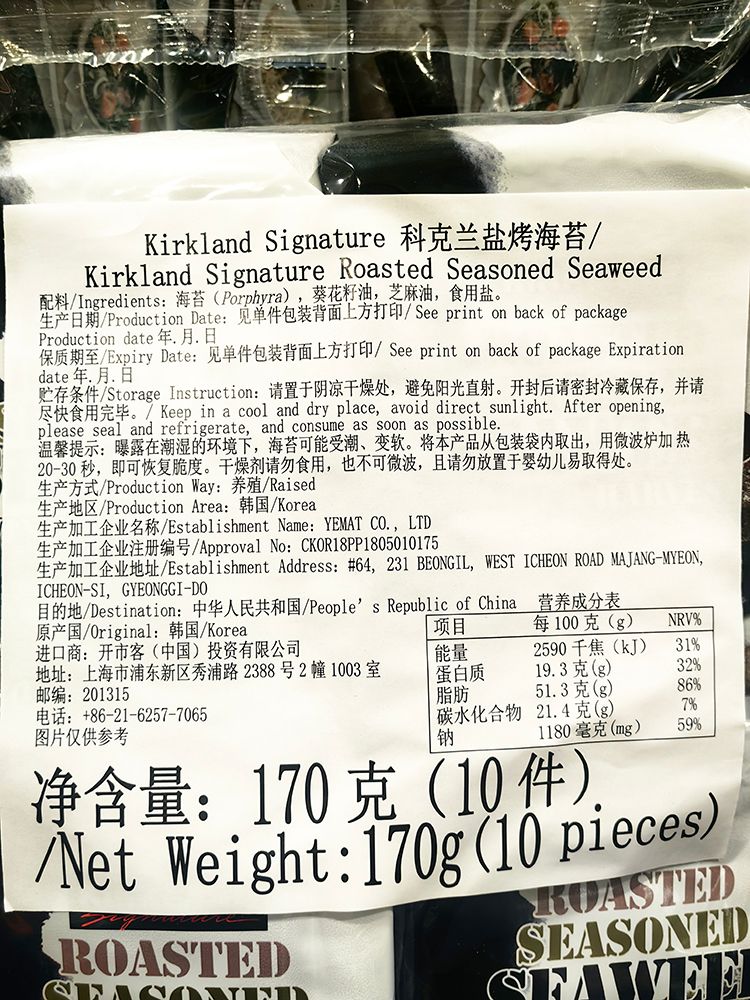 Kirkland Signature 科克兰盐烤海苔/
Kirkland Signature Roasted Seasoned Seaweed
配料/Ingredients: 海苔（Porphyra），葵花籽油，芝麻油，食用盐。
生产日期/Production Date: 见单件包装背面上方打印/ See print on back of package
Production date 年.月.日
保质期至/Expiry Date: 见单件包装背面上方打印/ See print on back of package Expiration
date 年.月.日
贮存条件/Storage Instruction: 请置于阴凉干燥处，避免阳光直射。开封后请密封冷藏保存，并请
尽快食用完毕。/ Keep in a cool and dry place, avoid direct sunlight. After opening,
please seal and refrigerate, and consume as soon as possible.
温馨提示: 曝露在潮湿的环境下，海苔可能受潮、变软。将本产品从包装袋内取出，用微波炉加 热
20-30 秒，即可恢复脆度。干燥剂请勿食用，也不可微波，且请勿放置于婴幼儿易取得处。
生产方式/Production Way: 养殖/Raised
生产地区/Production Area: 韩国/Korea
生产加工企业名称/Establishment Name: YEMAT CO., LTD
生产加工企业注册编号/Approval No: CKOR18PP1805010175
生产加工企业地址/Establishment Address: #64, 231 BEONGIL, WEST ICHEON ROAD MAJANG-MYEON,
ICHEON-SI, GYEONGGI-DO
目的地/Destination: 中华人民共和国/People's Republic of China
原产国/Original: 韩国/Korea
进口商: 开市客（中国）投资有限公司
地址: 上海市浦东新区秀浦路 2388 号 2 幢 1003 室
邮编: 201315
电话: +86-21-6257-7065
图片仅供参考
营养成分表
项目 每 100 克（g） NRV%
能量 2590 千焦（kJ） 31%
蛋白质 19.3 克(g) 32%
脂肪 51.3 克(g) 86%
碳水化合物 21.4 克(g) 7%
钠 1180 毫克(mg) 59%
净含量: 170 克（10 件）
/Net Weight:170g(10 pieces)
Signature
ROASTED
SEASONED
ROASTED
SEASONED
SEAWEED